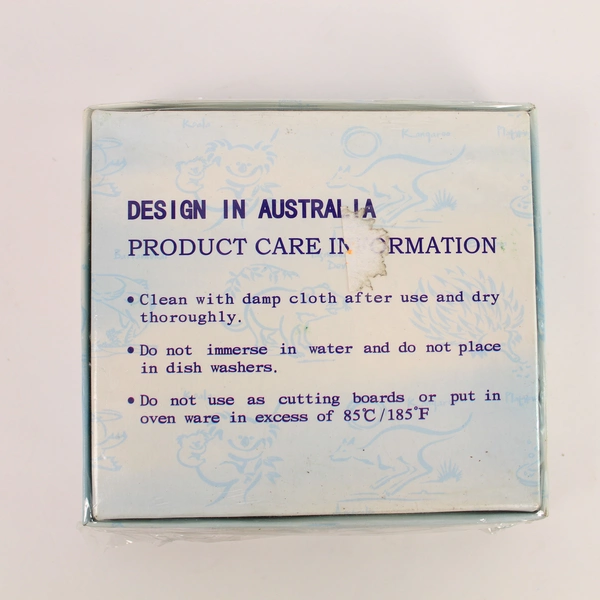 DESIGN IN AUSTRALIA
PRODUCT CARE INFORMATION
• Clean with damp cloth after use and dry
thoroughly.
• Do not immerse in water and do not place
in dish washers.
• Do not use as cutting boards or put in
oven ware in excess of 85℃/185°F